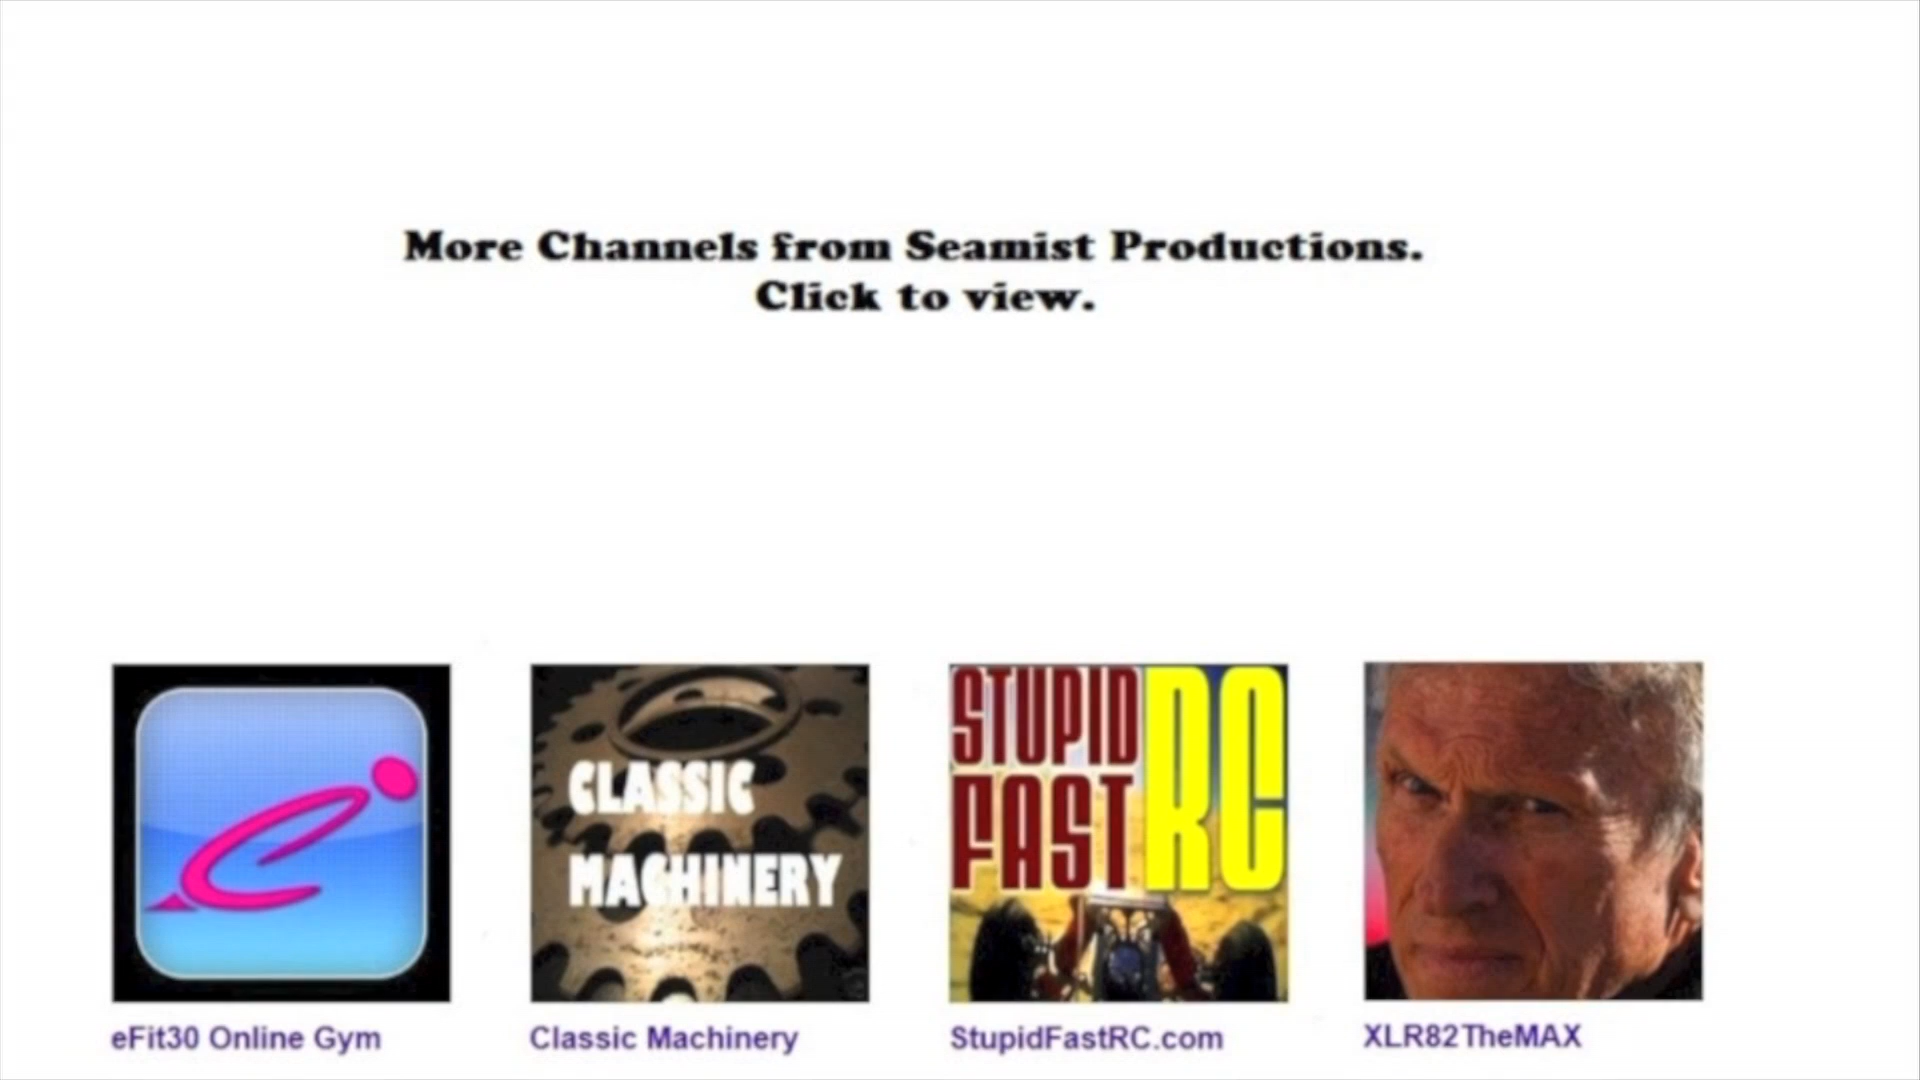 More Channels from Seamist Productions.
Click to view.
CLASSIC
MACHINERY
STUPID
FAST
RC
eFit30 Online Gym
Classic Machinery
StupidFastRC.com
XLR82TheMAX